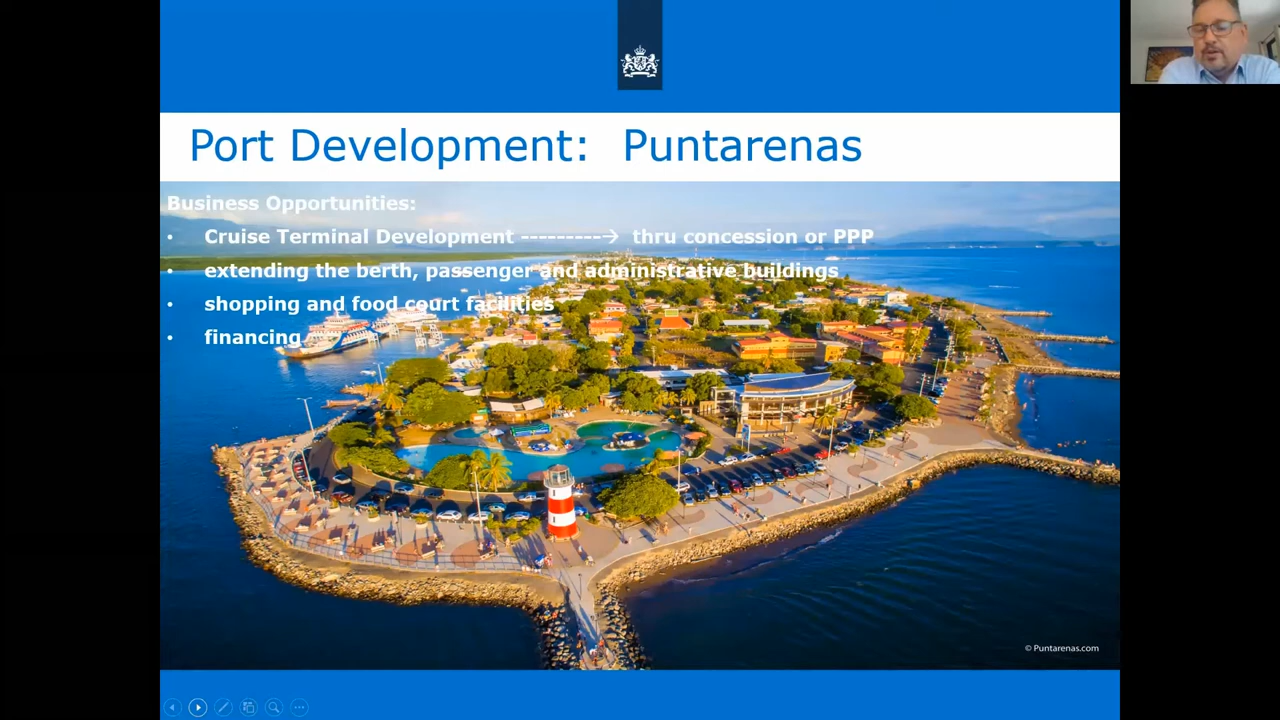 Port Development:  Puntarenas
Business Opportunities:
• Cruise Terminal Development ---------→ thru concession or PPP
• extending the berth, passenger and administrative buildings
• shopping and food court facilities
• financing
© Puntarenas.com